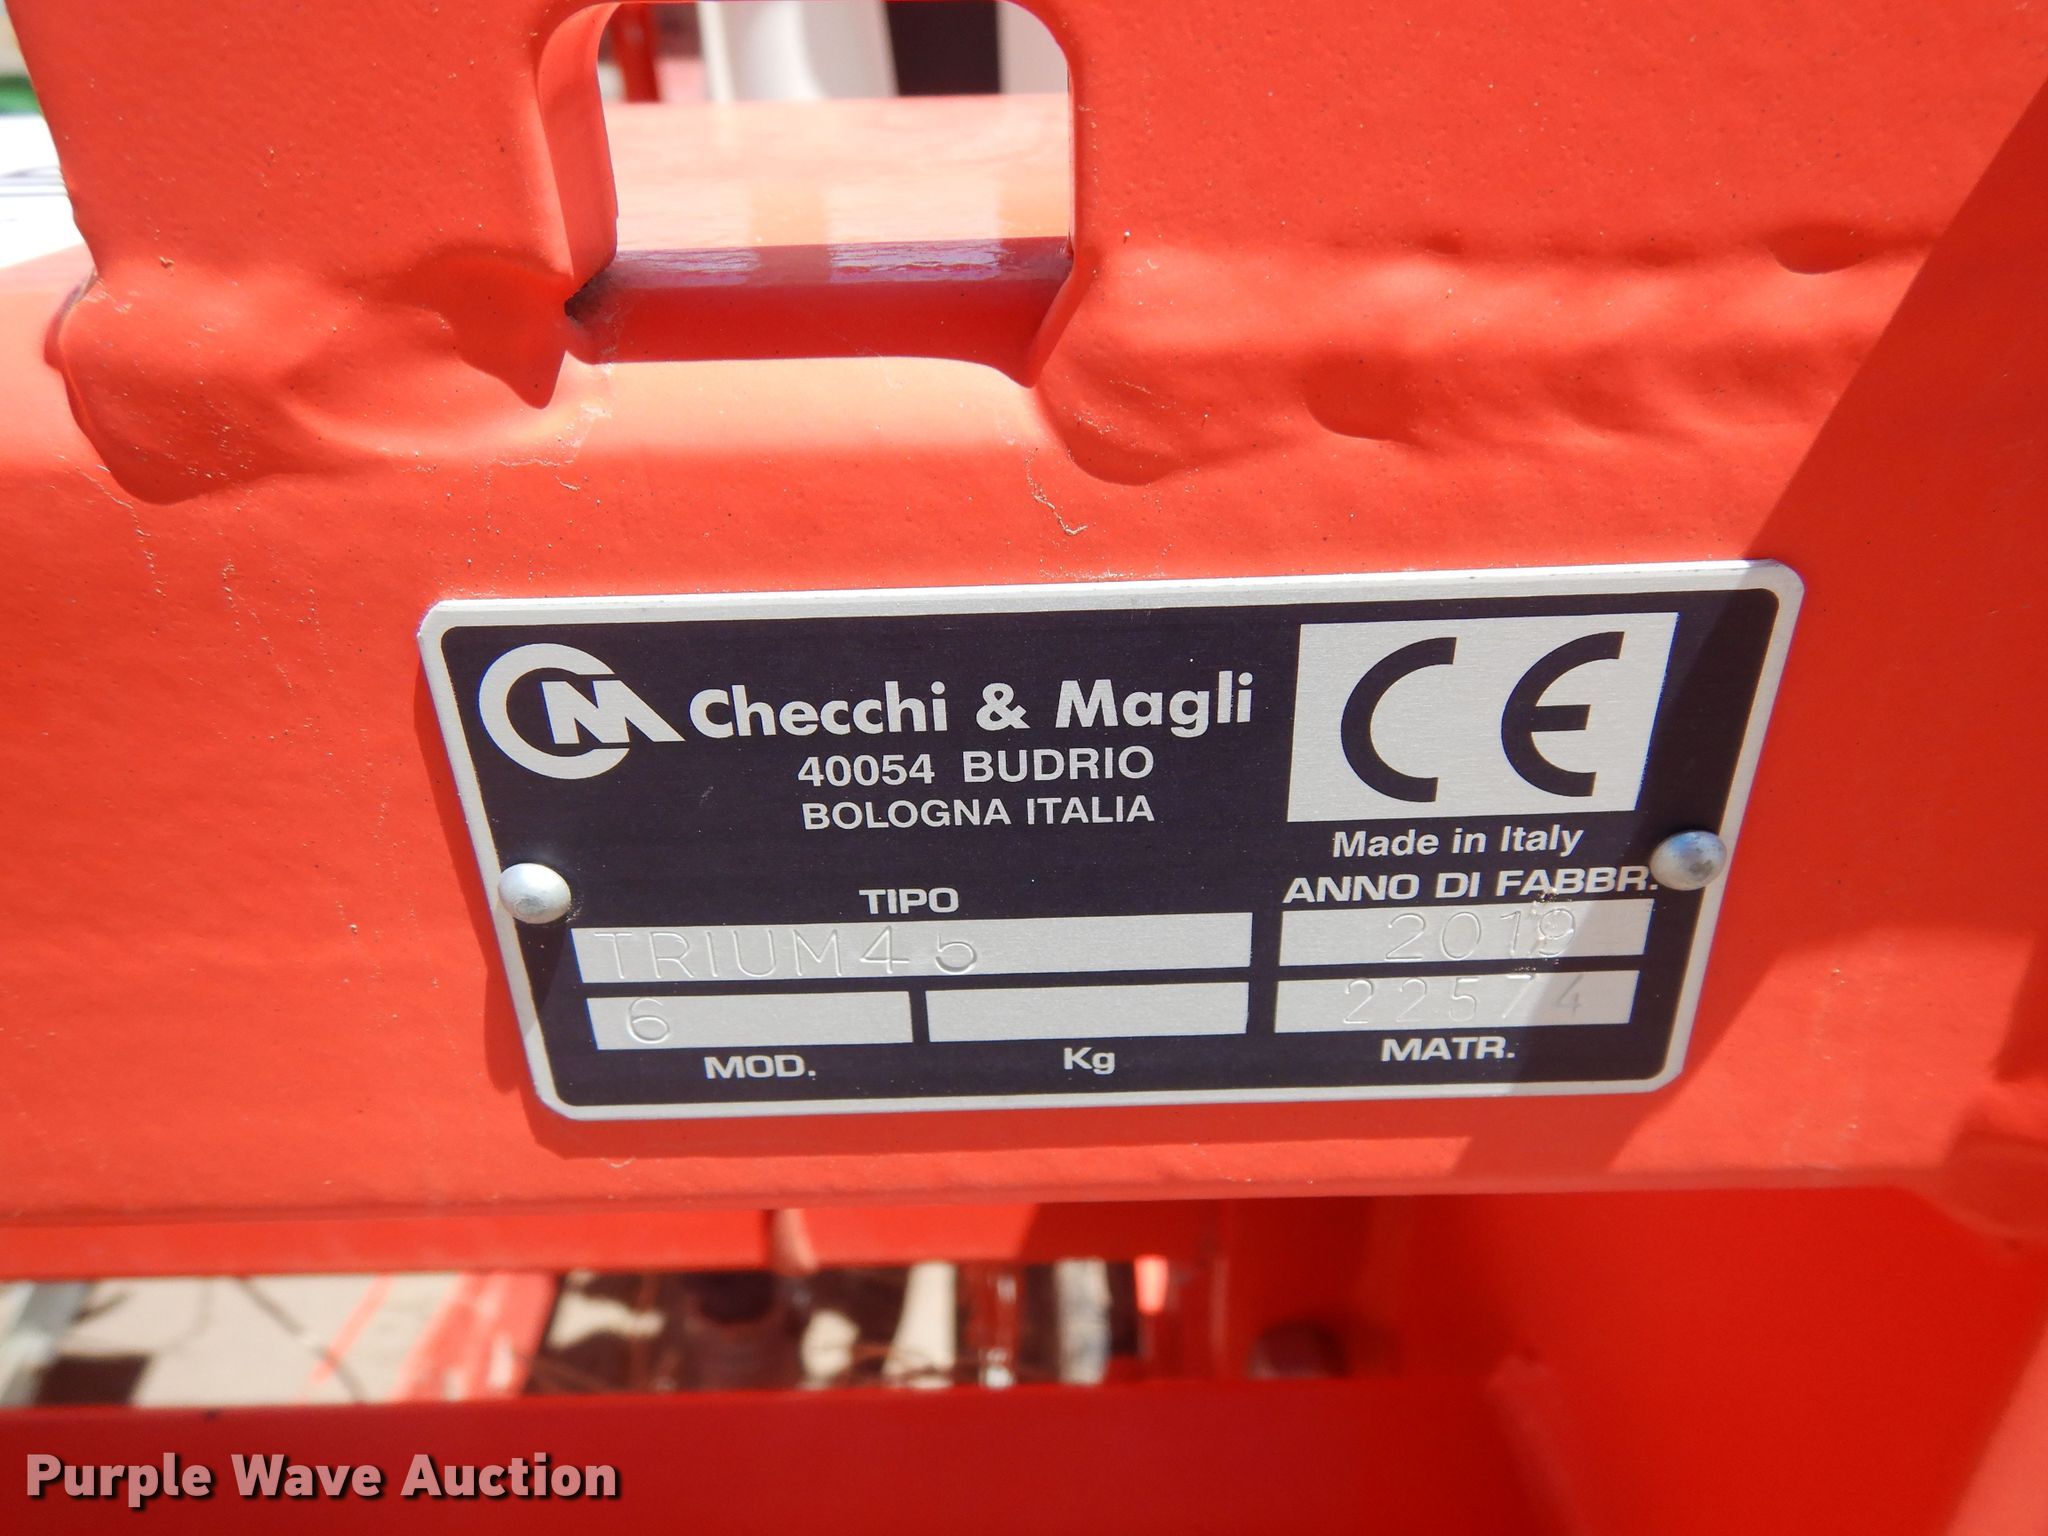 CM Checchi & Magli
40054 BUDRIO
BOLOGNA ITALIA
CE
Made in Italy
TIPO
ANNO DI FABBR.
TRIUM45
2019
6
22574
MOD.
Kg
MATR.
Purple Wave Auction